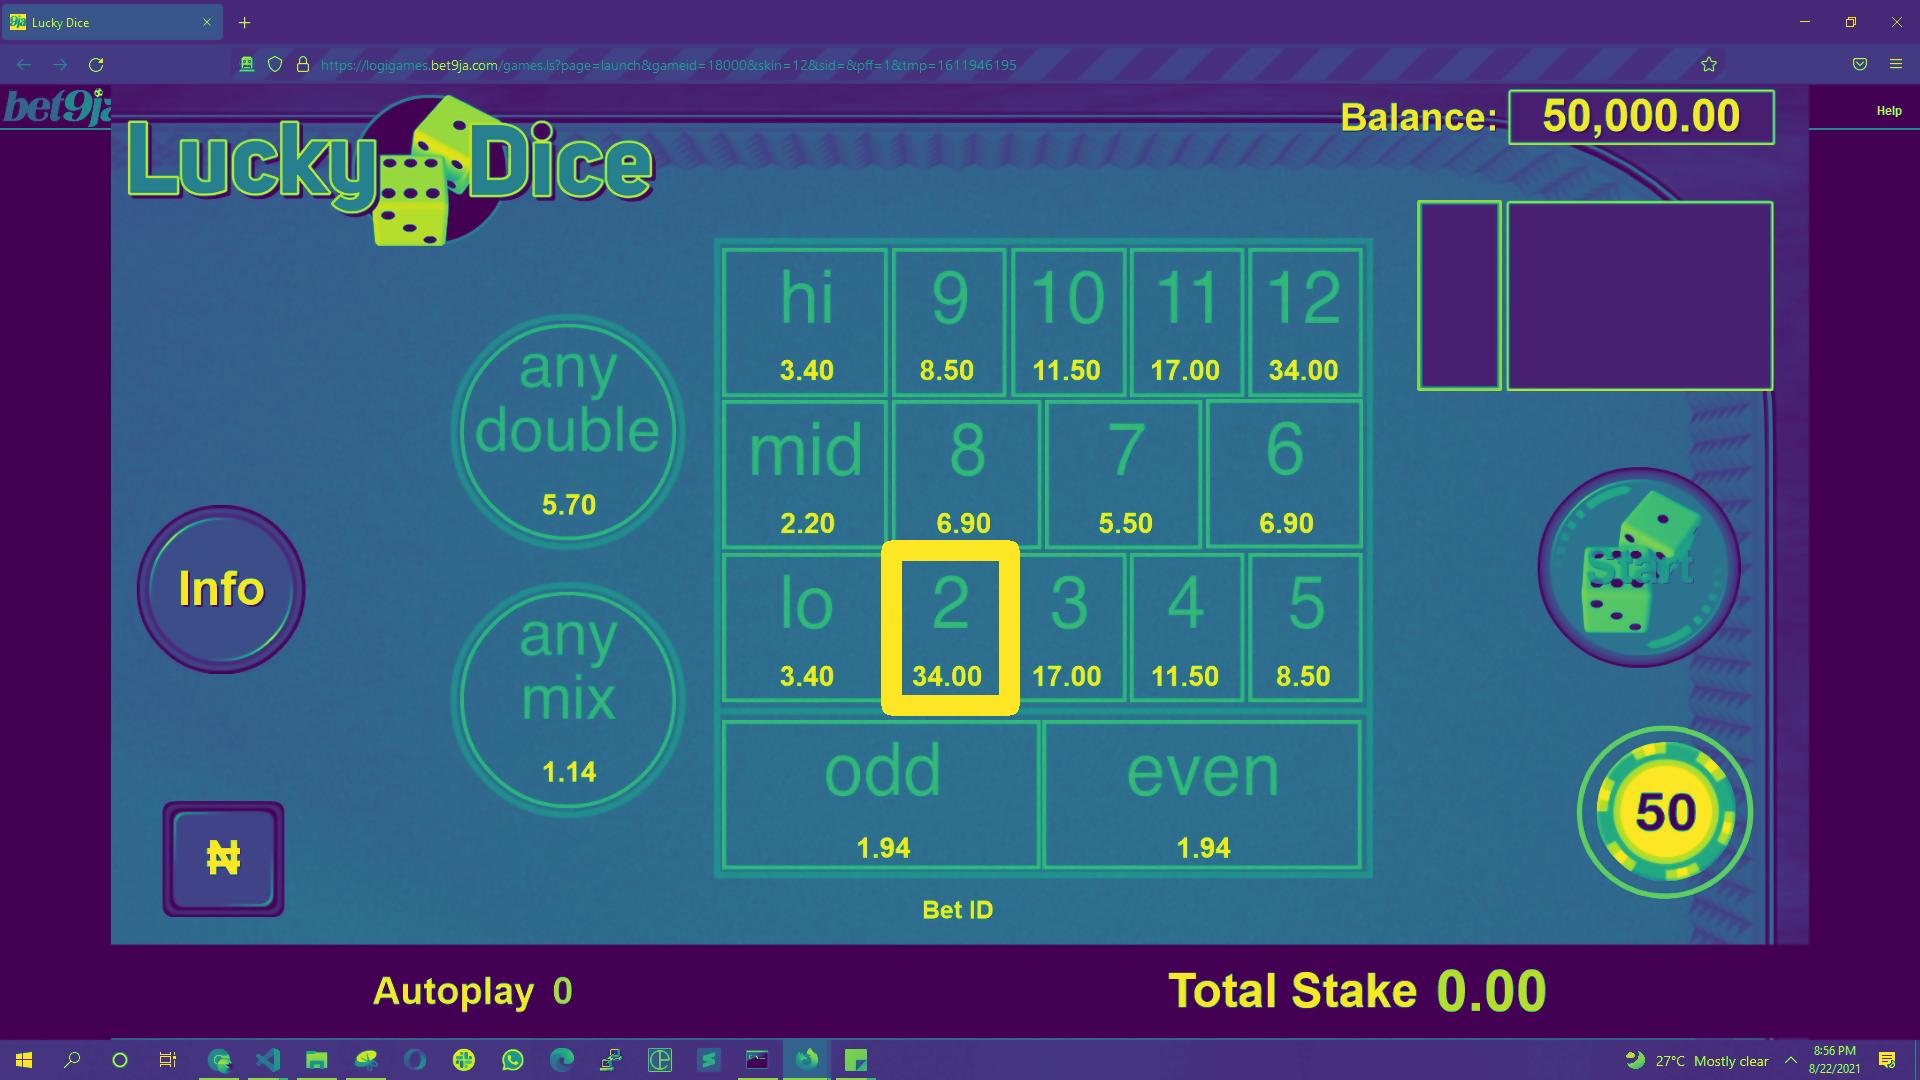 Lucky Dice
https://logigames.bet9ja.com/games.ls?page=launch&gameid=18000&skin=12&sid=&pff=1&tmp=1611946195
bet9ja
Help
Balance: 50,000.00
Lucky Dice
hi 9 10 11 12
3.40 8.50 11.50 17.00 34.00
any
double
5.70
mid 8 7 6
2.20 6.90 5.50 6.90
Info
Start
lo 2 3 4 5
3.40 34.00 17.00 11.50 8.50
any
mix
1.14
odd even
1.94 1.94
50
₦
Bet ID
Autoplay 0
Total Stake 0.00
27°C Mostly clear
8:56 PM
8/22/2021